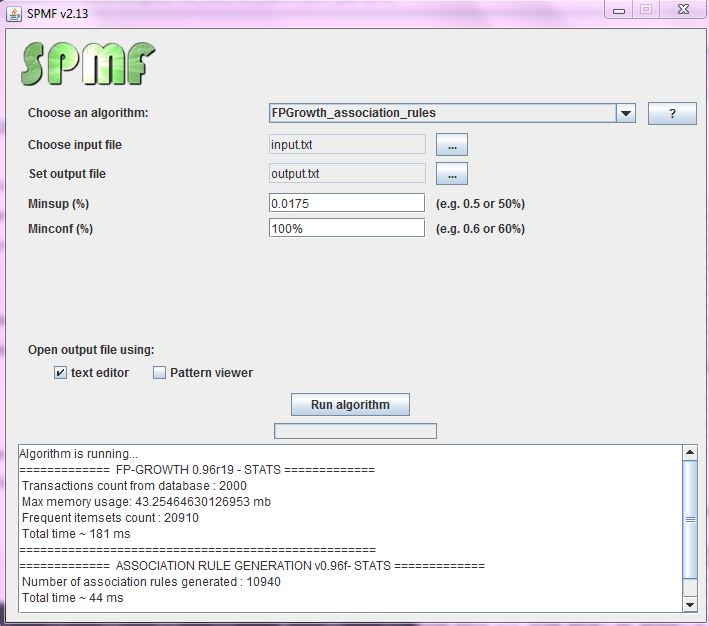 SPMF v2.13
SPMF
Choose an algorithm: FPGrowth_association_rules ?
Choose input file input.txt ...
Set output file output.txt ...
Minsup (%) 0.0175 (e.g. 0.5 or 50%)
Minconf (%) 100% (e.g. 0.6 or 60%)
Open output file using:
text editor Pattern viewer
Run algorithm
Algorithm is running...
============= FP-GROWTH 0.96r19 - STATS =============
Transactions count from database : 2000
Max memory usage: 43.25464630126953 mb
Frequent itemsets count : 20910
Total time ~ 181 ms
===================================================
============= ASSOCIATION RULE GENERATION v0.96f- STATS =============
Number of association rules generated : 10940
Total time ~ 44 ms